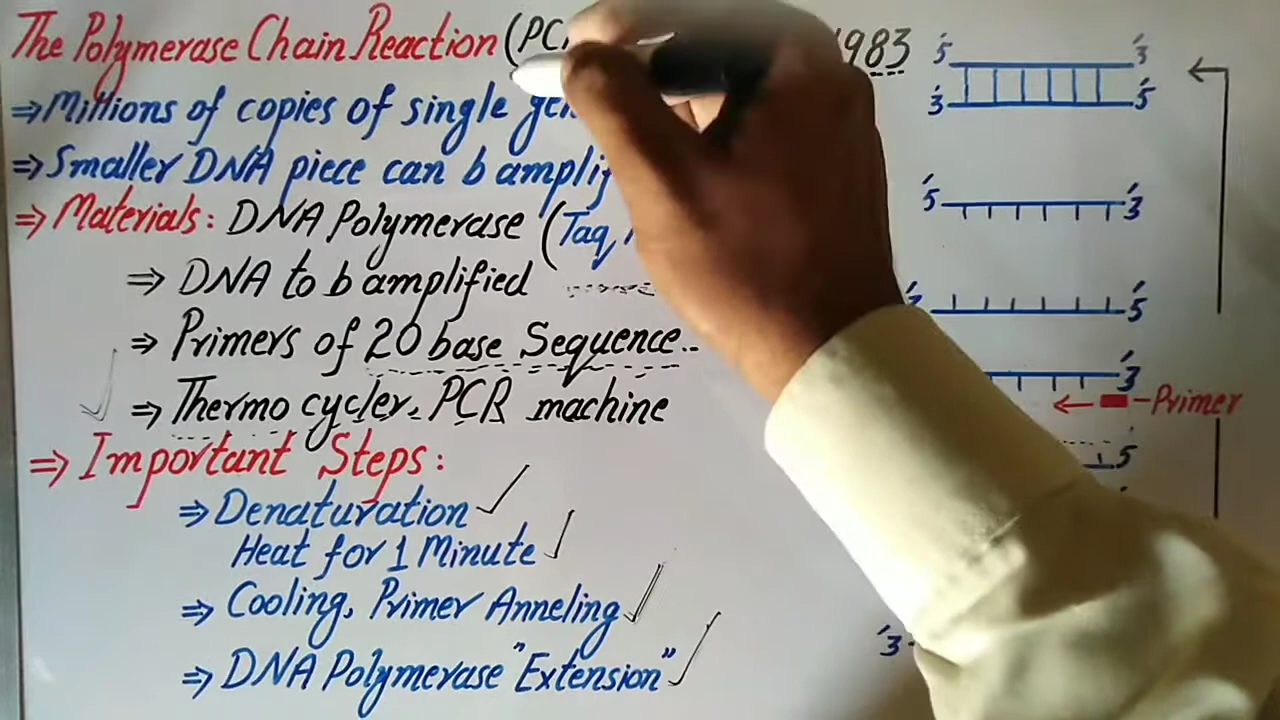 The Polymerase Chain Reaction (PC 1983
⇒ Millions of copies of single gen
⇒ Smaller DNA piece can b amplif
⇒ Materials: DNA Polymerase (Taq,
⇒ DNA to b amplified
⇒ Primers of 20 base Sequence..
⇒ Thermo cycler, PCR machine
⇒ Important Steps:
⇒ Denaturation
Heat for 1 Minute
⇒ Cooling, Primer Anneling
⇒ DNA Polymerase "Extension"
'5 '3
'3 '5
'5 '3
'5
'3
← - Primer
5
'3